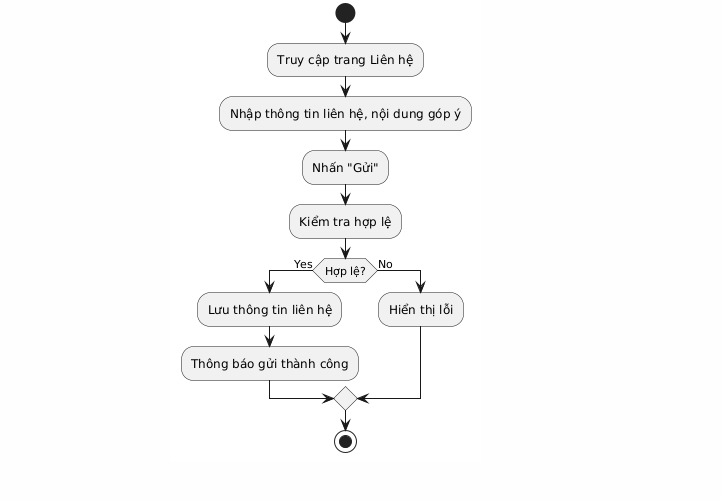 Truy cập trang Liên hệ
Nhập thông tin liên hệ, nội dung góp ý
Nhấn "Gửi"
Kiểm tra hợp lệ
Hợp lệ?
Yes
No
Lưu thông tin liên hệ
Hiển thị lỗi
Thông báo gửi thành công